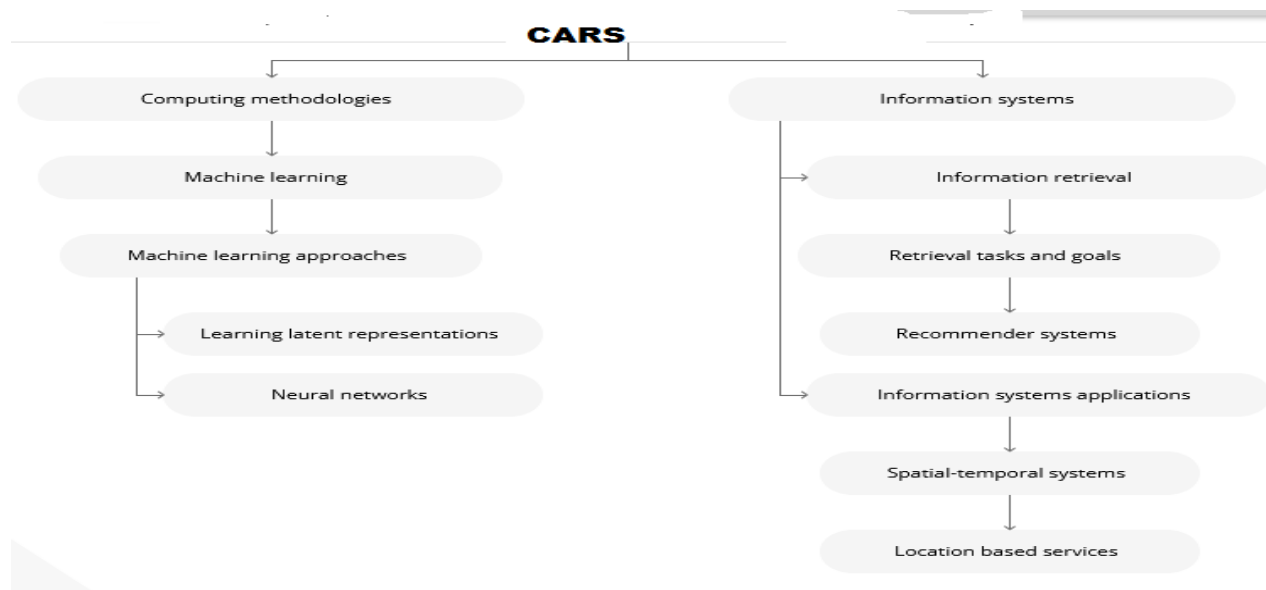 CARS
Computing methodologies
Machine learning
Machine learning approaches
Learning latent representations
Neural networks
Information systems
Information retrieval
Retrieval tasks and goals
Recommender systems
Information systems applications
Spatial-temporal systems
Location based services